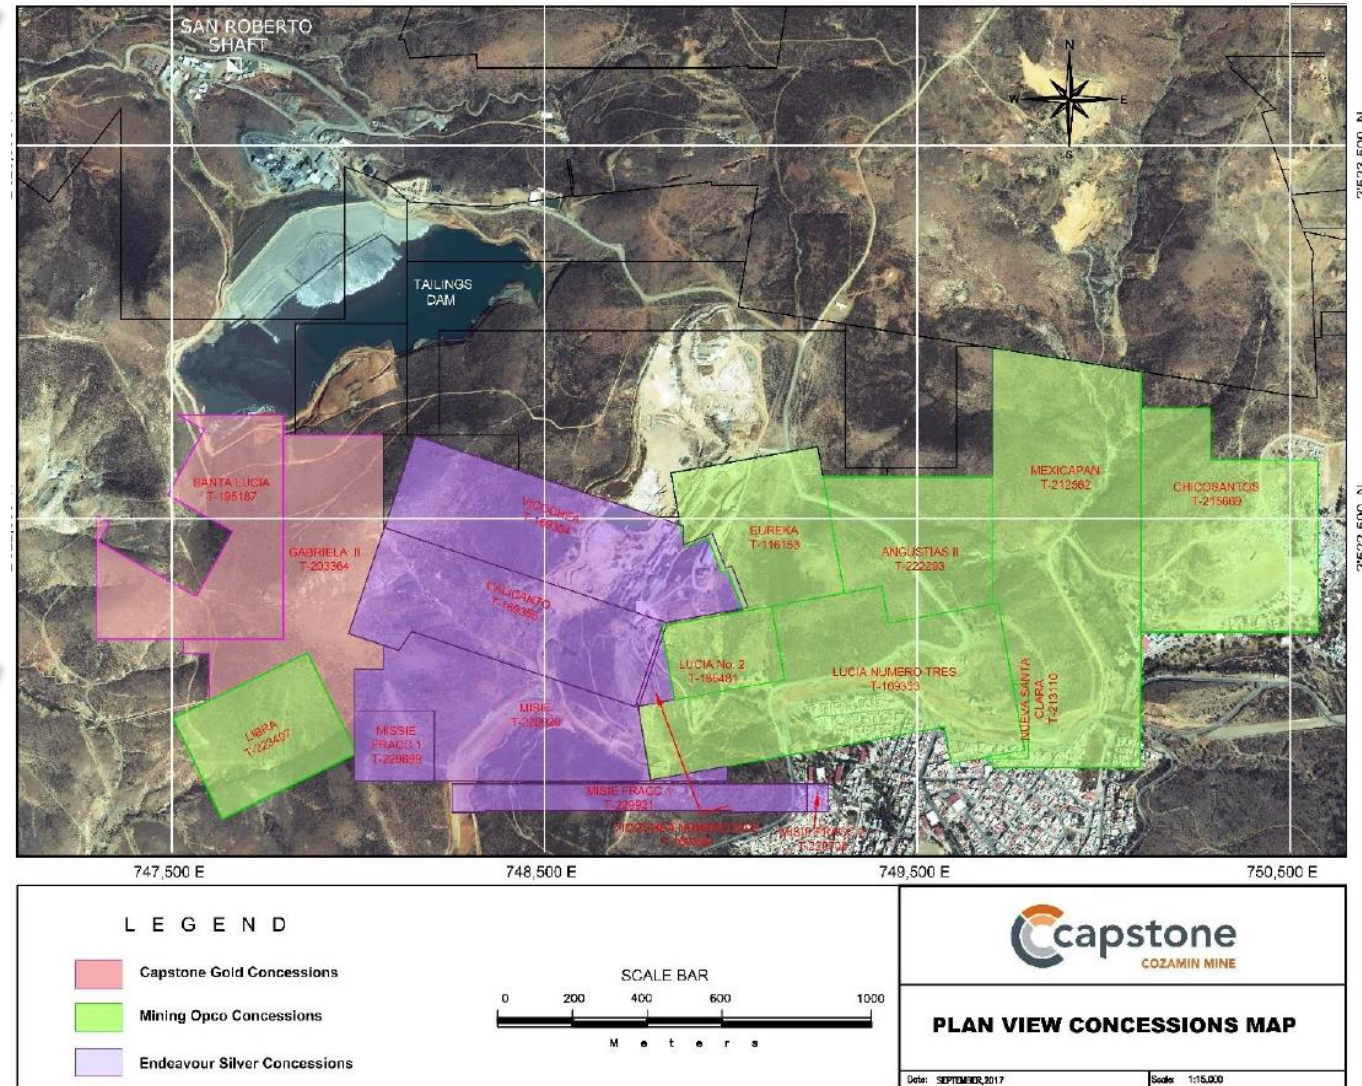 SAN ROBERTO
SHAFT
N
W
E
S
TAILINGS
DAM
SANTA LUCIA
T-195187
GABRIELA II
T-203364
VICOCHEA
CALICANTO
MEXICAPAN
T-212562
CHICOSANTOS
T-215669
EUREKA
T-116153
ANGUSTIAS II
T-222293
LUCIA No. 2
LUCIA NUMERO TRES
NUEVA SANTA
CLARA
T-213110
LIBRA
T-223407
MISSIE
FRACC 1
MISIE
MISIE FRACC 1
T-229921
747,500 E
748,500 E
749,500 E
750,500 E
LEGEND
Capstone Gold Concessions
Mining Opco Concessions
Endeavour Silver Concessions
SCALE BAR
0 200 400 600 1000
Meters
capstone
COZAMIN MINE
PLAN VIEW CONCESSIONS MAP
Date: SEPTEMBER,2017
Scale: 1:15,000